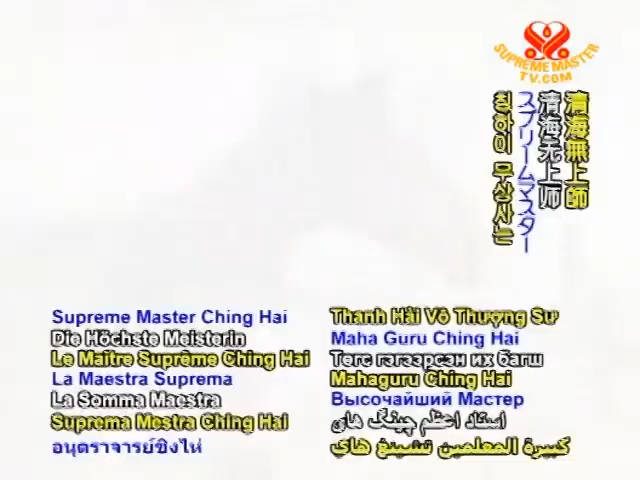 SUPREME MASTER
TV.COM
清海無上師
清海无上师
スプリームマスター
칭하이 무상사는
Supreme Master Ching Hai
Die Höchste Meisterin
Le Maître Suprême Ching Hai
La Maestra Suprema
La Somma Maestra
Suprema Mestra Ching Hai
อนุตราจารย์ชิงไห่
Thanh Hải Vô Thượng Sư
Maha Guru Ching Hai
Төгс гэгээрсэн их багш
Mahaguru Ching Hai
Высочайший Мастер
استاد اعظم چینگ های
كبيرة المعلمين تشينغ هاي